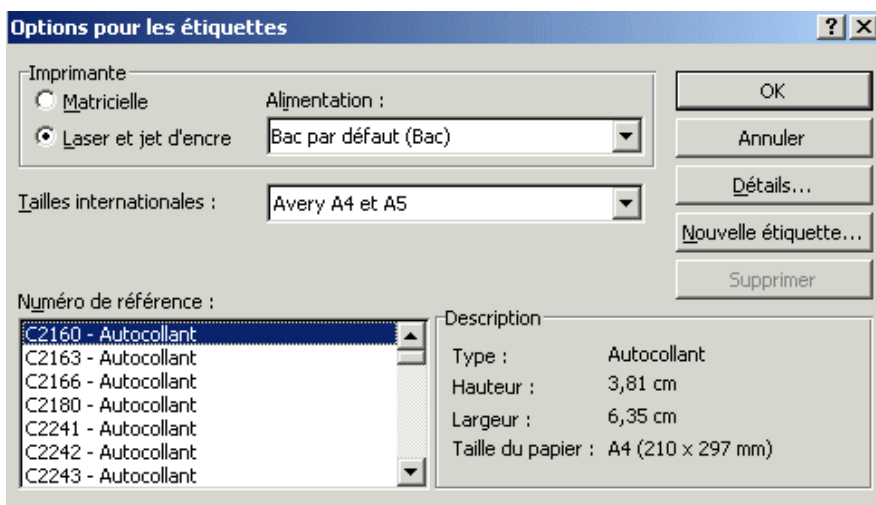 Options pour les étiquettes
Imprimante
Matricielle
Alimentation :
Laser et jet d'encre
Bac par défaut (Bac)
Tailles internationales :
Avery A4 et A5
OK
Annuler
Détails...
Nouvelle étiquette...
Supprimer
Numéro de référence :
C2160 - Autocollant
C2163 - Autocollant
C2166 - Autocollant
C2180 - Autocollant
C2241 - Autocollant
C2242 - Autocollant
C2243 - Autocollant
Description
Type : Autocollant
Hauteur : 3,81 cm
Largeur : 6,35 cm
Taille du papier : A4 (210 x 297 mm)